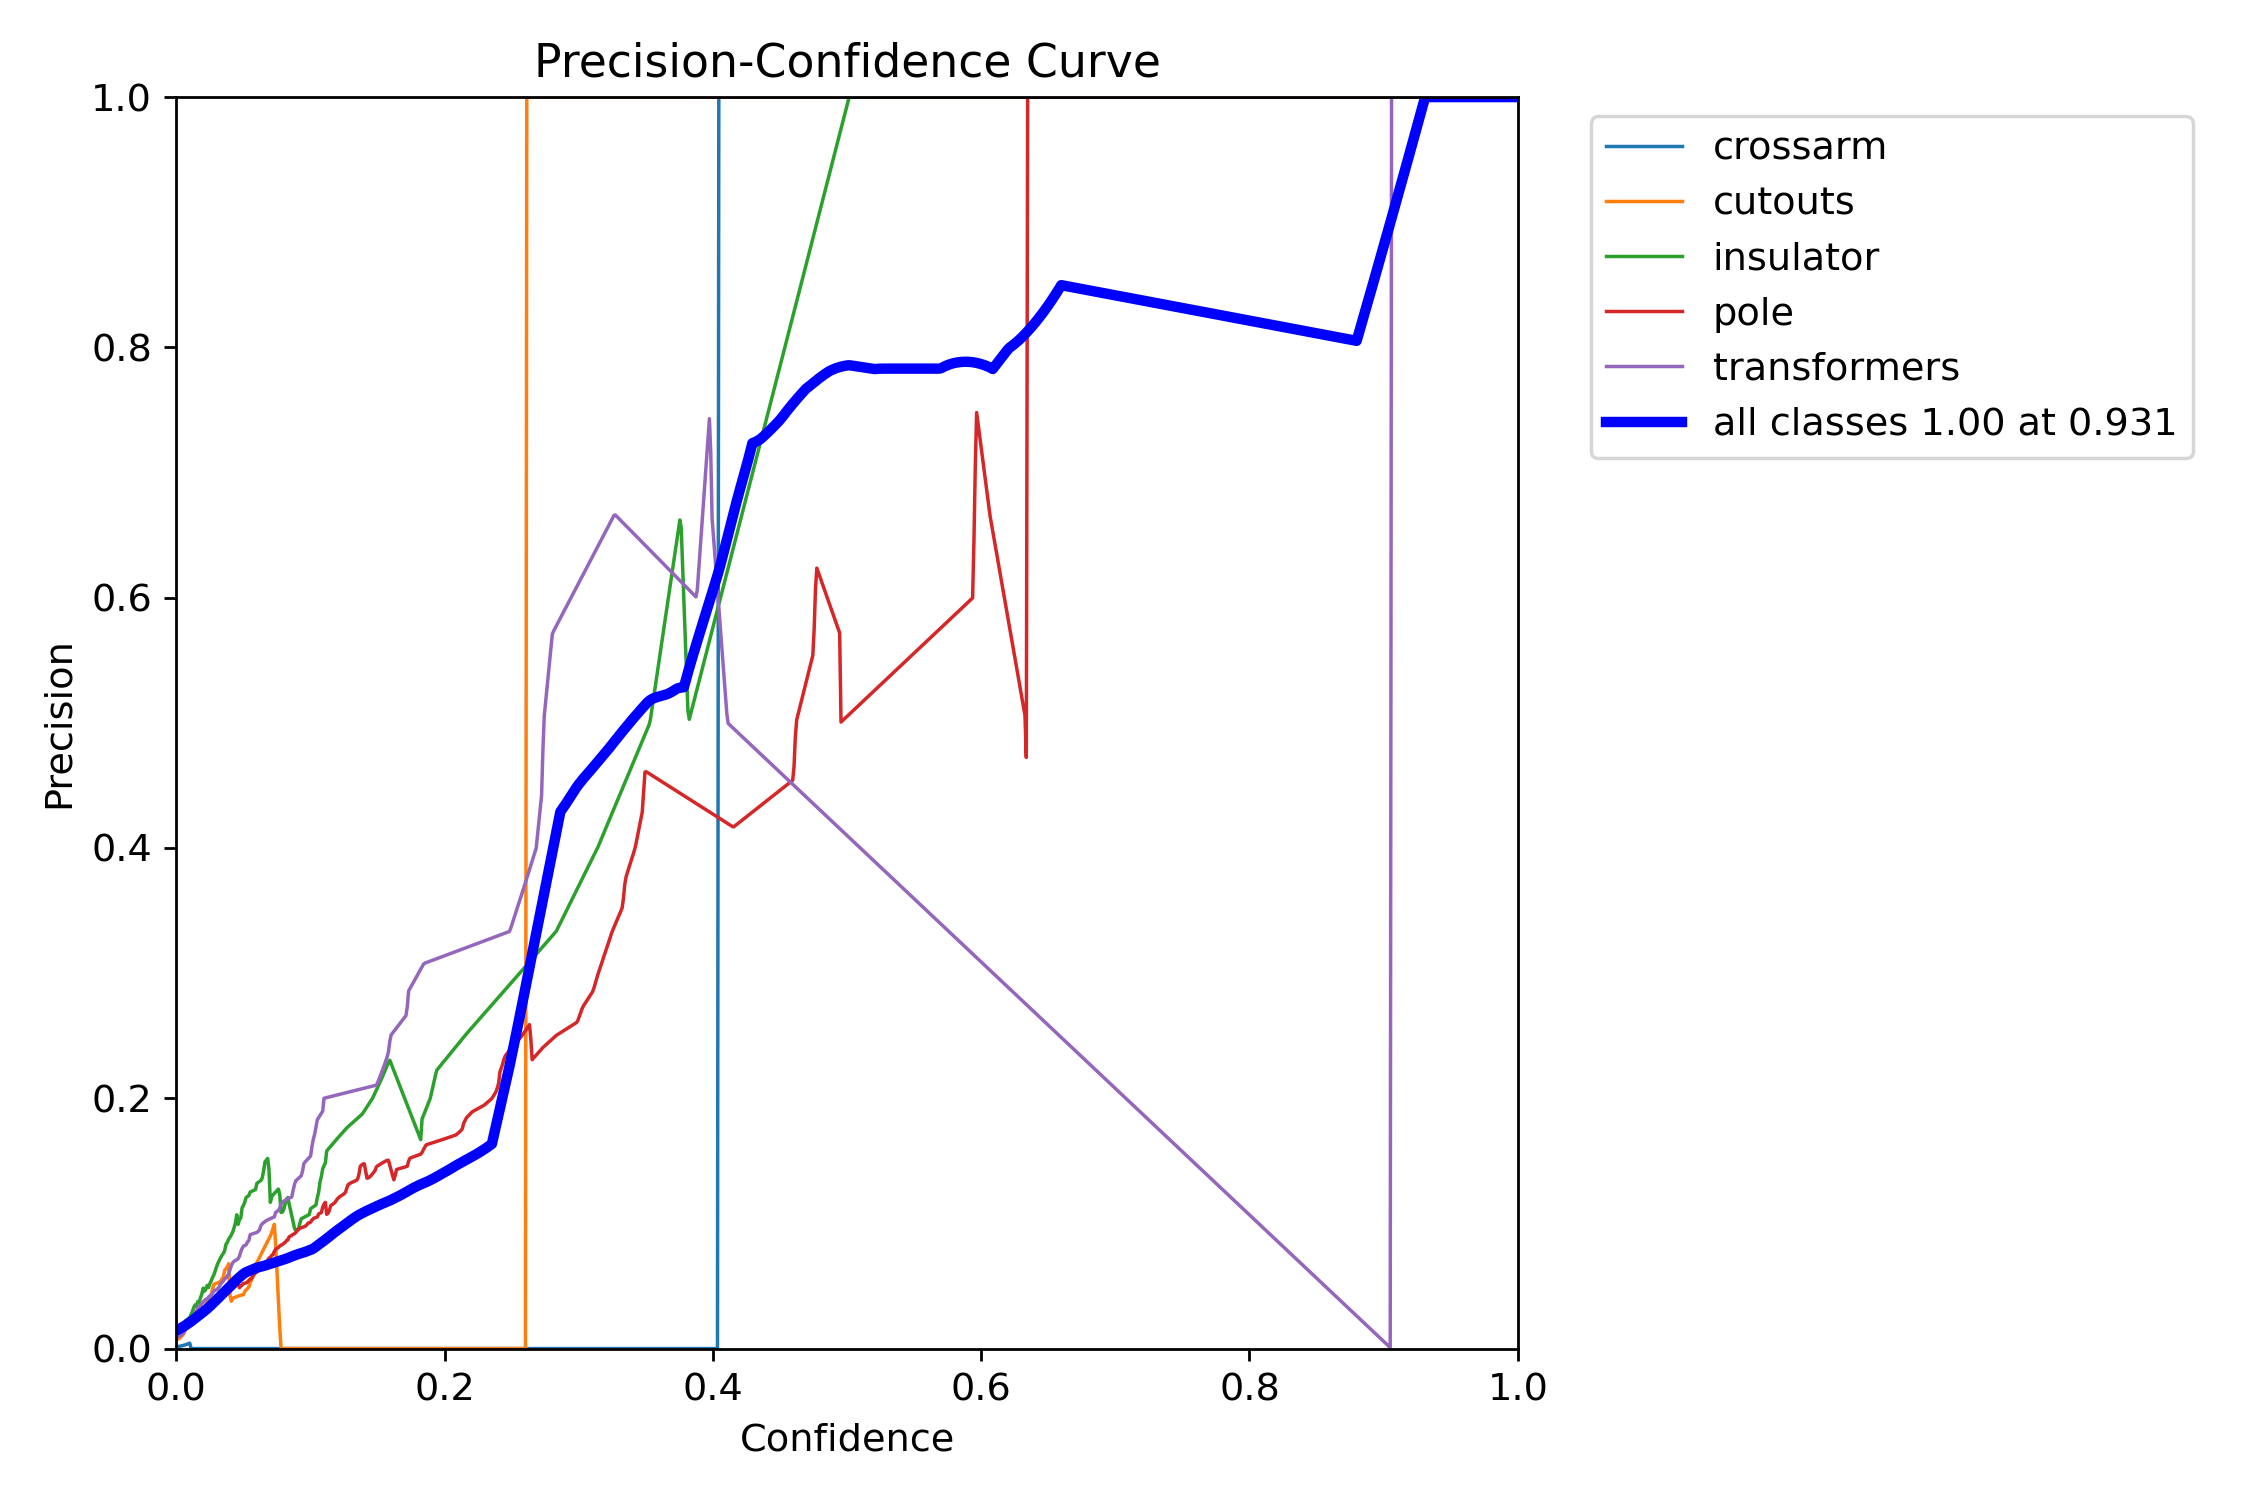 Precision-Confidence Curve
1.0
0.8
0.6
0.4
0.2
0.0
Precision
0.0 0.2 0.4 0.6 0.8 1.0
Confidence
crossarm
cutouts
insulator
pole
transformers
all classes 1.00 at 0.931